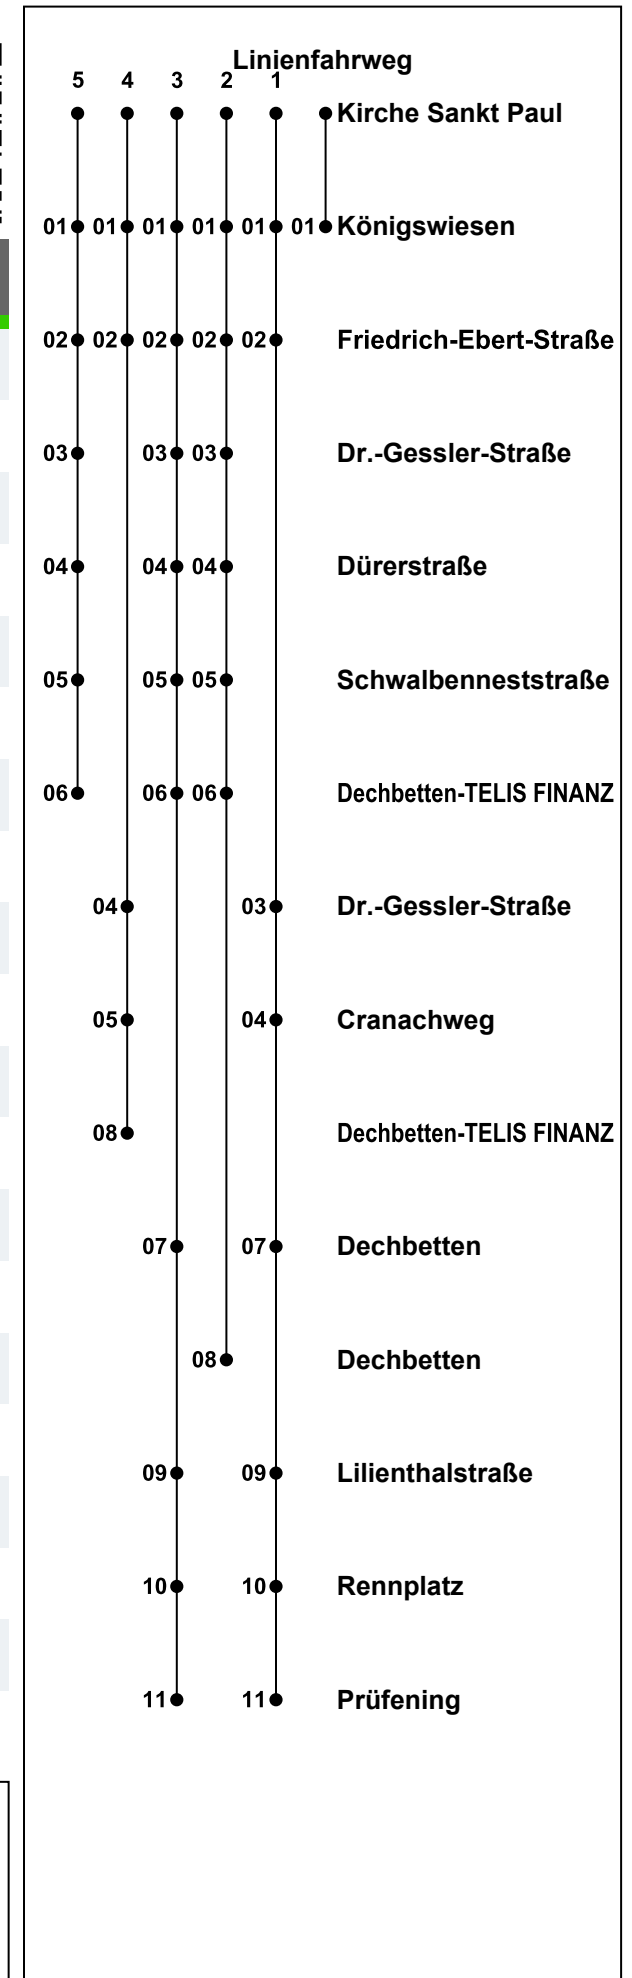 Linienfahrweg
5 4 3 2 1
Kirche Sankt Paul
01 01 01 01 01 01 Königswiesen
02 02 02 02 02 Friedrich-Ebert-Straße
03 03 03 Dr.-Gessler-Straße
04 04 04 Dürerstraße
05 05 05 Schwalbenneststraße
06 06 06 Dechbetten-TELIS FINANZ
04 03 Dr.-Gessler-Straße
05 04 Cranachweg
08 Dechbetten-TELIS FINANZ
07 07 Dechbetten
08 Dechbetten
09 09 Lilienthalstraße
10 10 Rennplatz
11 11 Prüfening